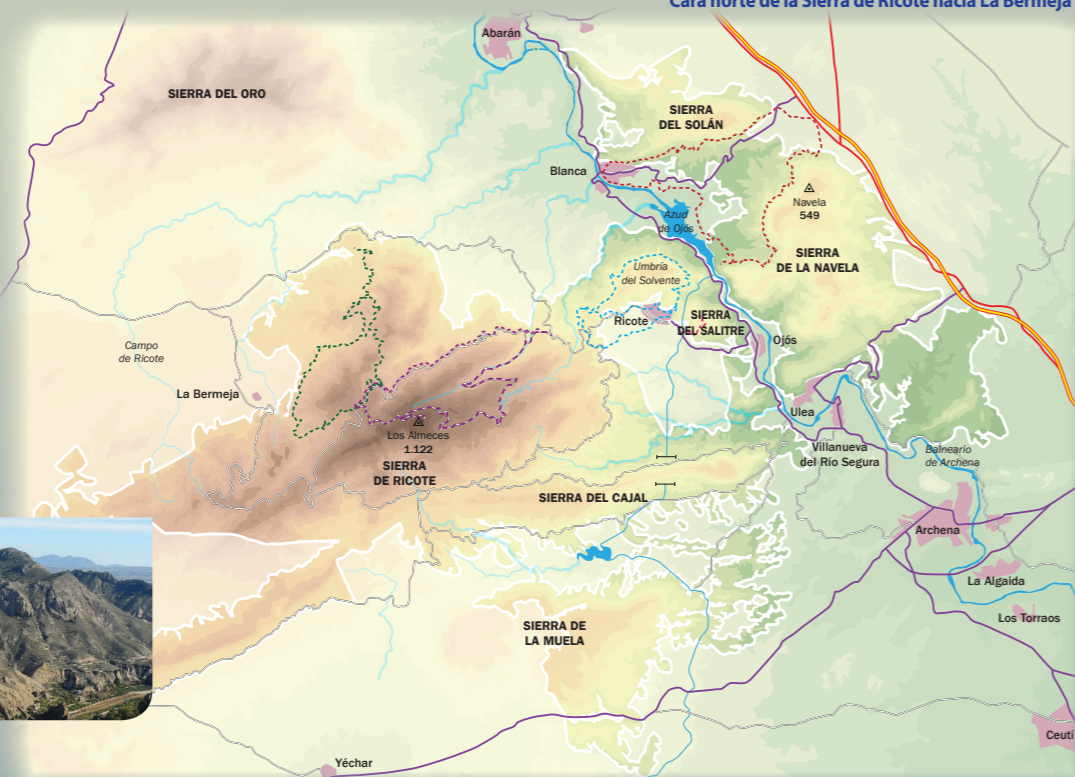 Cara norte de la Sierra de Ricote hacia La Bermeja
Abarán
SIERRA DEL ORO
SIERRA
DEL SOLÁN
Blanca
Navela
549
Azud
de Ojós
SIERRA
DE LA NAVELA
Umbría
del Solvente
Ricote
SIERRA
DEL SALITRE
Ojós
Campo
de Ricote
La Bermeja
Ulea
Los Almeces
1.122
SIERRA
DE RICOTE
Villanueva
del Río Segura
Balneario
de Archena
SIERRA DEL CAJAL
Archena
La Algaida
Los Torraos
SIERRA DE
LA MUELA
Ceutí
Yéchar